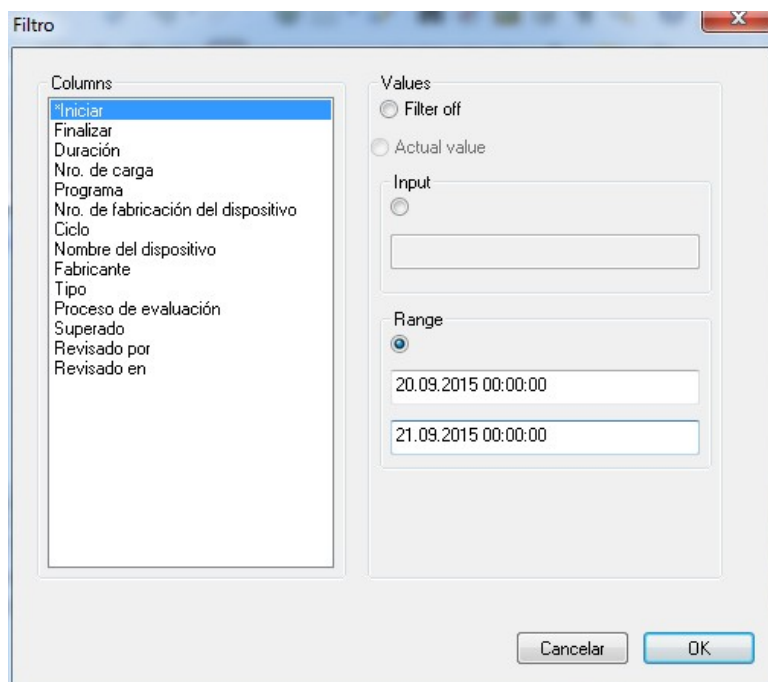 Filtro
Columns
*Iniciar
Finalizar
Duración
Nro. de carga
Programa
Nro. de fabricación del dispositivo
Ciclo
Nombre del dispositivo
Fabricante
Tipo
Proceso de evaluación
Superado
Revisado por
Revisado en
Values
Filter off
Actual value
Input
Range
20.09.2015 00:00:00
21.09.2015 00:00:00
Cancelar
OK